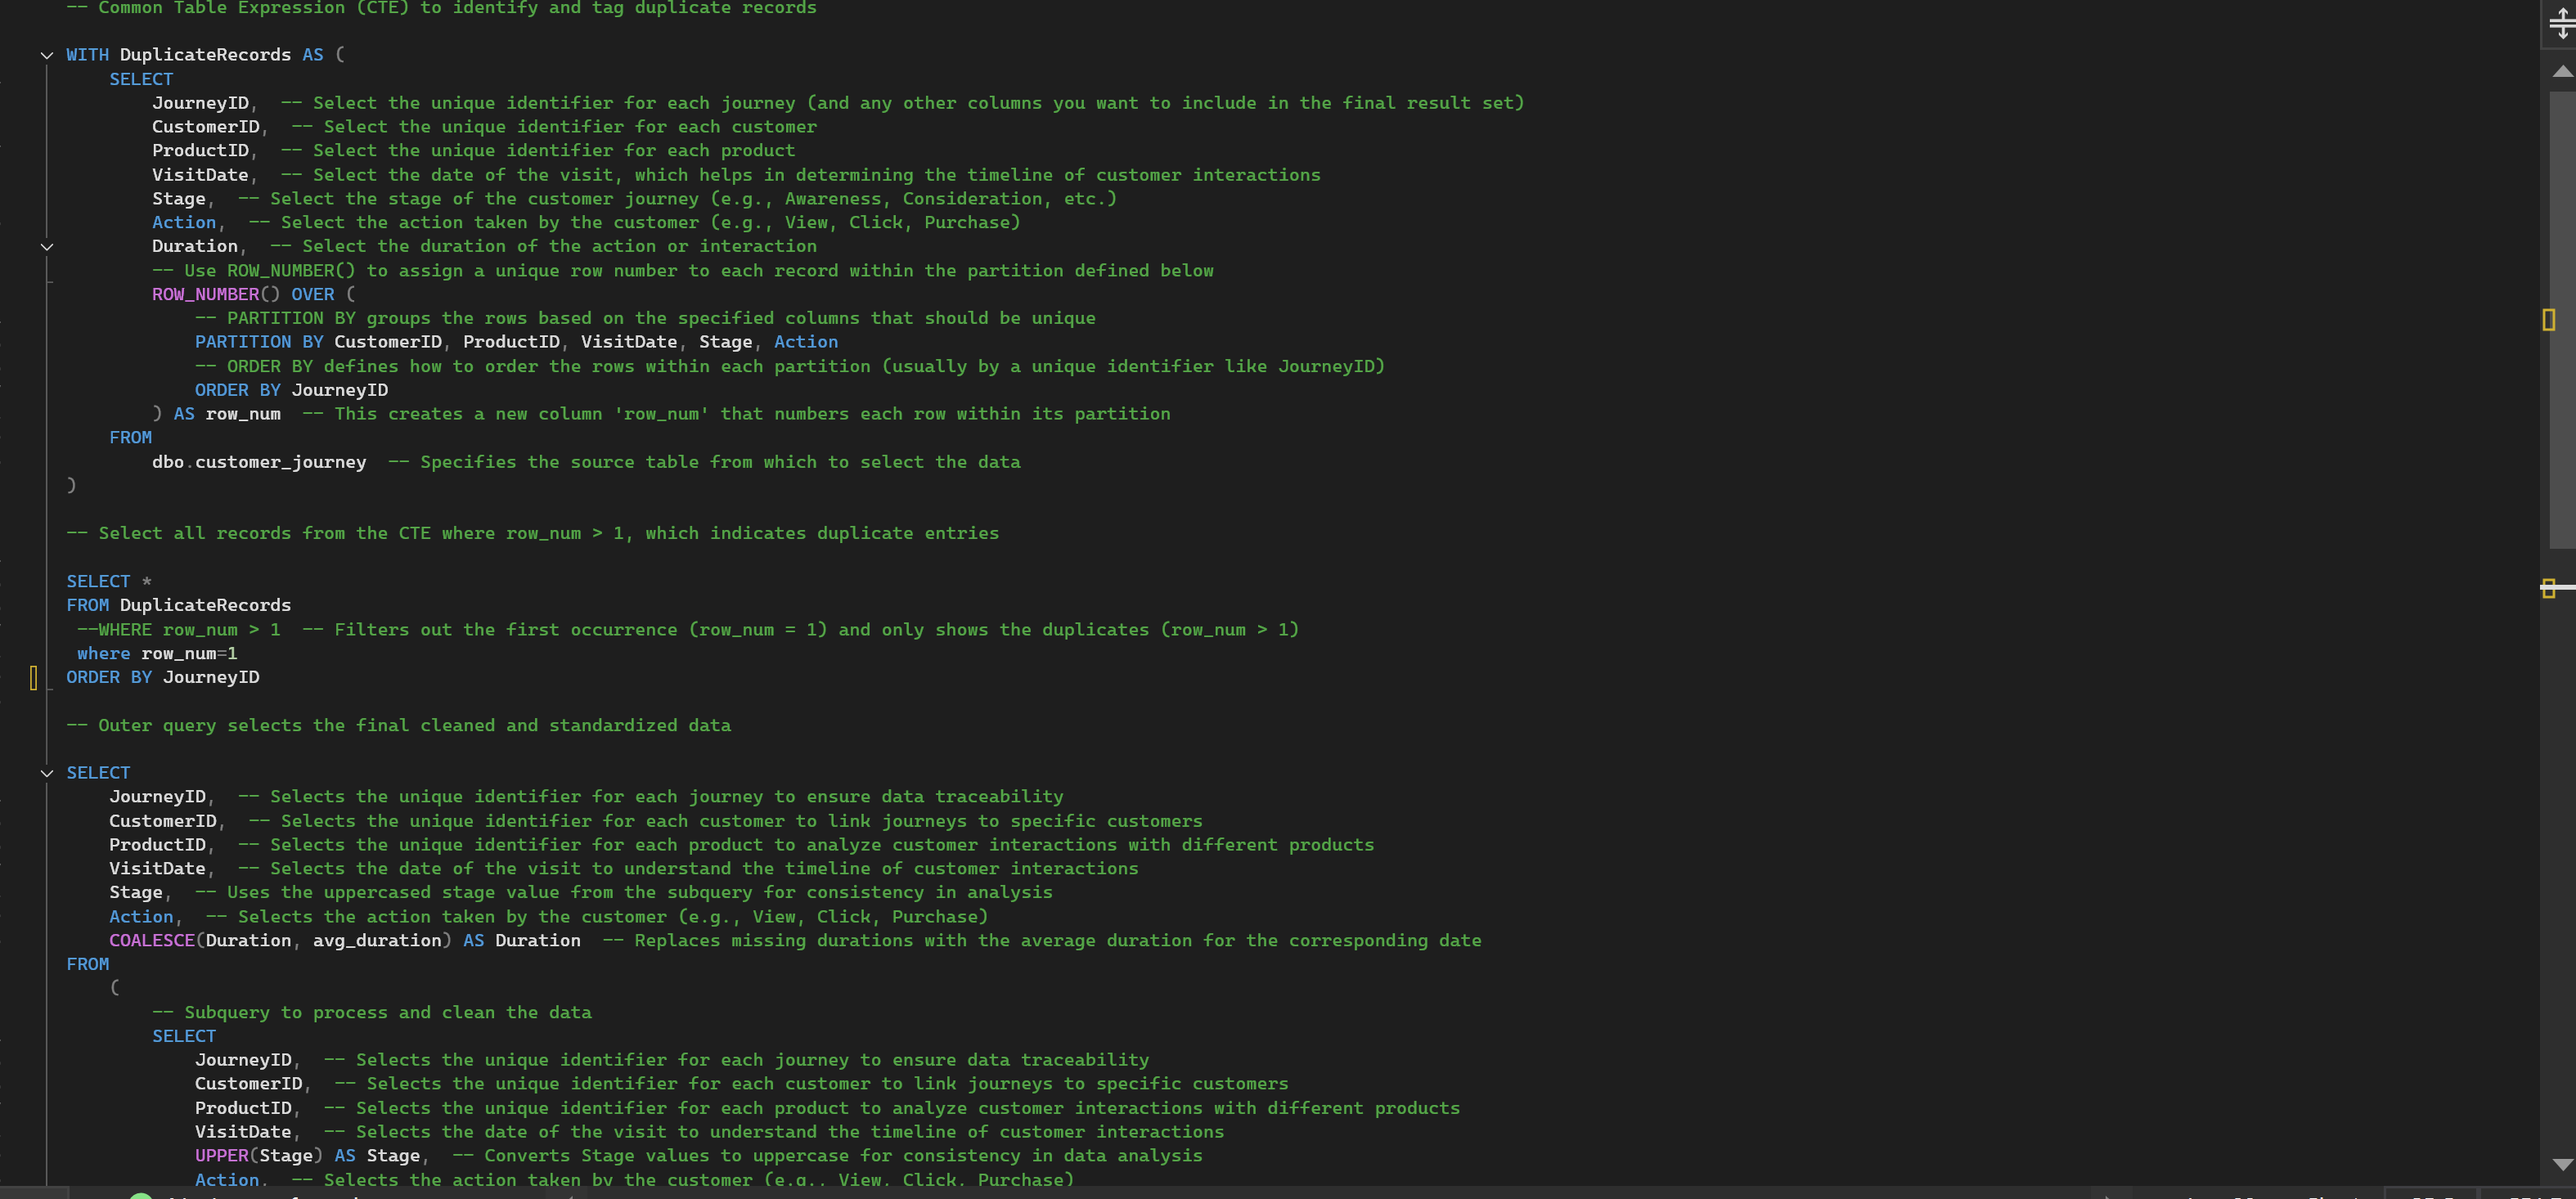 -- Common Table Expression (CTE) to identify and tag duplicate records
WITH DuplicateRecords AS (
SELECT
JourneyID,  -- Select the unique identifier for each journey (and any other columns you want to include in the final result set)
CustomerID,  -- Select the unique identifier for each customer
ProductID,  -- Select the unique identifier for each product
VisitDate,  -- Select the date of the visit, which helps in determining the timeline of customer interactions
Stage,  -- Select the stage of the customer journey (e.g., Awareness, Consideration, etc.)
Action,  -- Select the action taken by the customer (e.g., View, Click, Purchase)
Duration,  -- Select the duration of the action or interaction
-- Use ROW_NUMBER() to assign a unique row number to each record within the partition defined below
ROW_NUMBER() OVER (
-- PARTITION BY groups the rows based on the specified columns that should be unique
PARTITION BY CustomerID, ProductID, VisitDate, Stage, Action
-- ORDER BY defines how to order the rows within each partition (usually by a unique identifier like JourneyID)
ORDER BY JourneyID
) AS row_num  -- This creates a new column 'row_num' that numbers each row within its partition
FROM
dbo.customer_journey  -- Specifies the source table from which to select the data
)
-- Select all records from the CTE where row_num > 1, which indicates duplicate entries
SELECT *
FROM DuplicateRecords
--WHERE row_num > 1  -- Filters out the first occurrence (row_num = 1) and only shows the duplicates (row_num > 1)
where row_num=1
ORDER BY JourneyID
-- Outer query selects the final cleaned and standardized data
SELECT
JourneyID,  -- Selects the unique identifier for each journey to ensure data traceability
CustomerID,  -- Selects the unique identifier for each customer to link journeys to specific customers
ProductID,  -- Selects the unique identifier for each product to analyze customer interactions with different products
VisitDate,  -- Selects the date of the visit to understand the timeline of customer interactions
Stage,  -- Uses the uppercased stage value from the subquery for consistency in analysis
Action,  -- Selects the action taken by the customer (e.g., View, Click, Purchase)
COALESCE(Duration, avg_duration) AS Duration  -- Replaces missing durations with the average duration for the corresponding date
FROM
(
-- Subquery to process and clean the data
SELECT
JourneyID,  -- Selects the unique identifier for each journey to ensure data traceability
CustomerID,  -- Selects the unique identifier for each customer to link journeys to specific customers
ProductID,  -- Selects the unique identifier for each product to analyze customer interactions with different products
VisitDate,  -- Selects the date of the visit to understand the timeline of customer interactions
UPPER(Stage) AS Stage,  -- Converts Stage values to uppercase for consistency in data analysis
Action,  -- Selects the action taken by the customer (e.g., View, Click, Purchase)